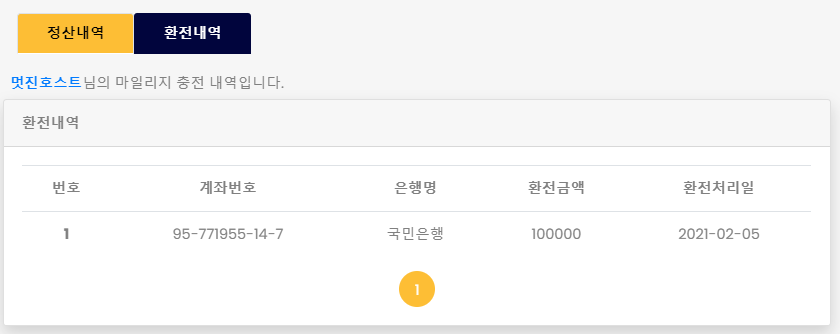 정산내역 환전내역
멋진호스트님의 마일리지 충전 내역입니다.
환전내역
번호 계좌번호 은행명 환전금액 환전처리일
1 95-771955-14-7 국민은행 100000 2021-02-05
1